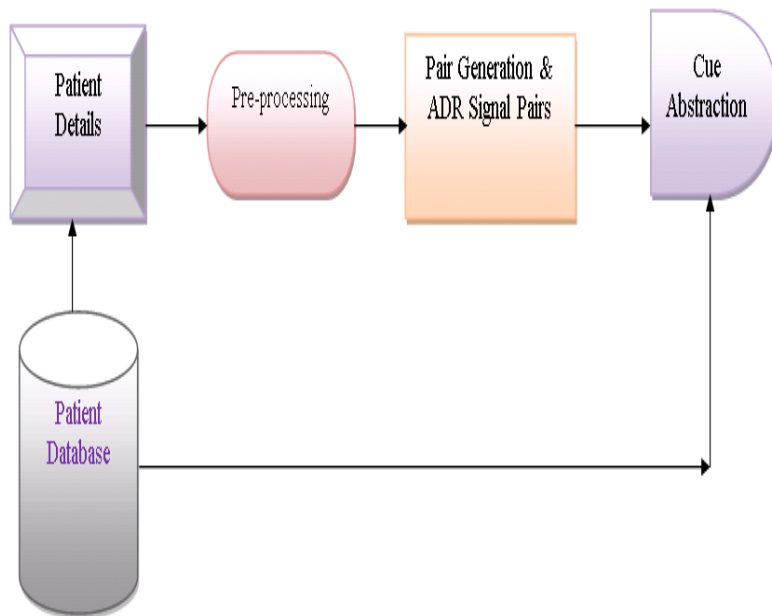 Patient
Details
Pre-processing
Pair Generation &
ADR Signal Pairs
Cue
Abstraction
Patient
Database